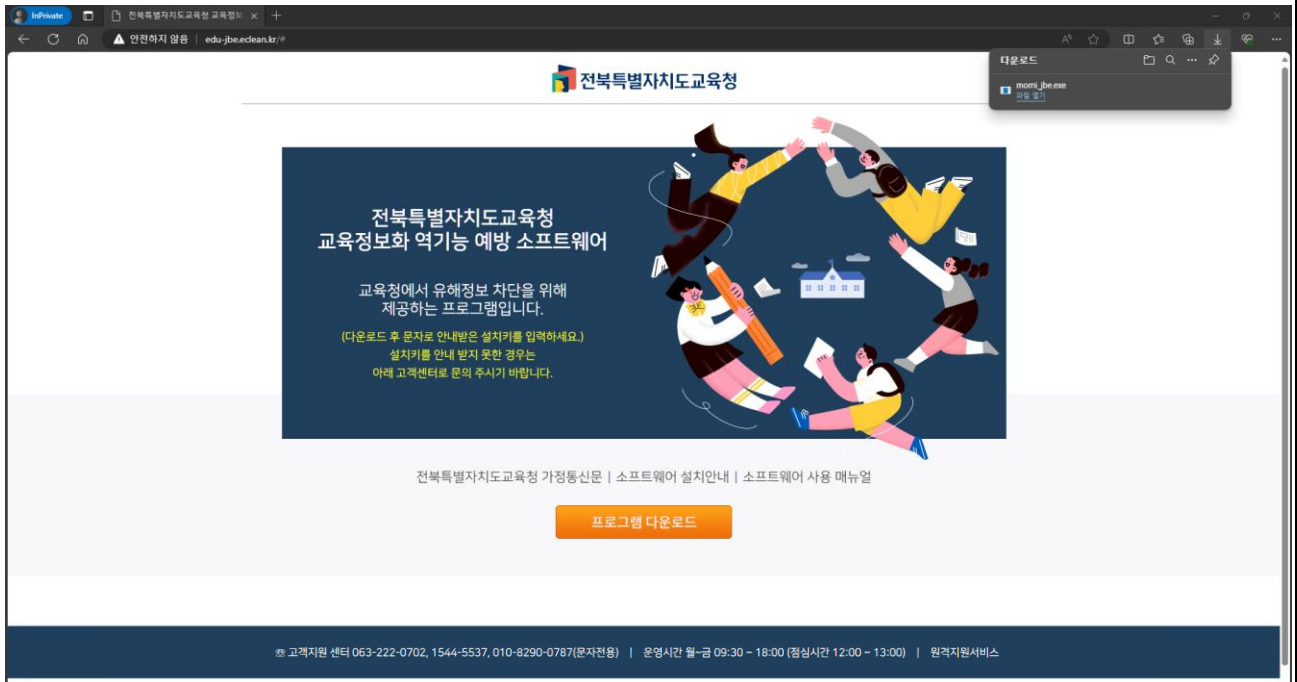 InPrivate
전북특별자치도교육청 교육정보
안전하지 않음 | edu-jbe.eclean.kr/#
다운로드
momi_jbe.exe
파일 열기
전북특별자치도교육청
전북특별자치도교육청
교육정보화 역기능 예방 소프트웨어
교육청에서 유해정보 차단을 위해
제공하는 프로그램입니다.
(다운로드 후 문자로 안내받은 설치키를 입력하세요.)
설치키를 안내 받지 못한 경우는
아래 고객센터로 문의 주시기 바랍니다.
전북특별자치도교육청 가정통신문 | 소프트웨어 설치안내 | 소프트웨어 사용 매뉴얼
프로그램 다운로드
☏ 고객지원 센터 063-222-0702, 1544-5537, 010-8290-0787(문자전용) | 운영시간 월~금 09:30 ~ 18:00 (점심시간 12:00 ~ 13:00) | 원격지원서비스